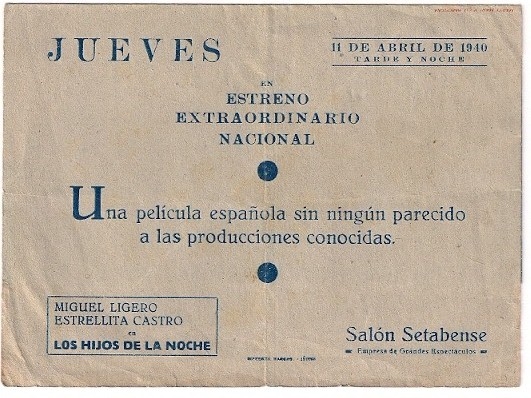 JUEVES
11 DE ABRIL DE 1940
TARDE Y NOCHE
EN
ESTRENO
EXTRAORDINARIO
NACIONAL
Una película española sin ningún parecido
a las producciones conocidas.
MIGUEL LIGERO
ESTRELLITA CASTRO
en
LOS HIJOS DE LA NOCHE
Salón Setabense
Empresa de Grandes Espectáculos
IMPRENTA